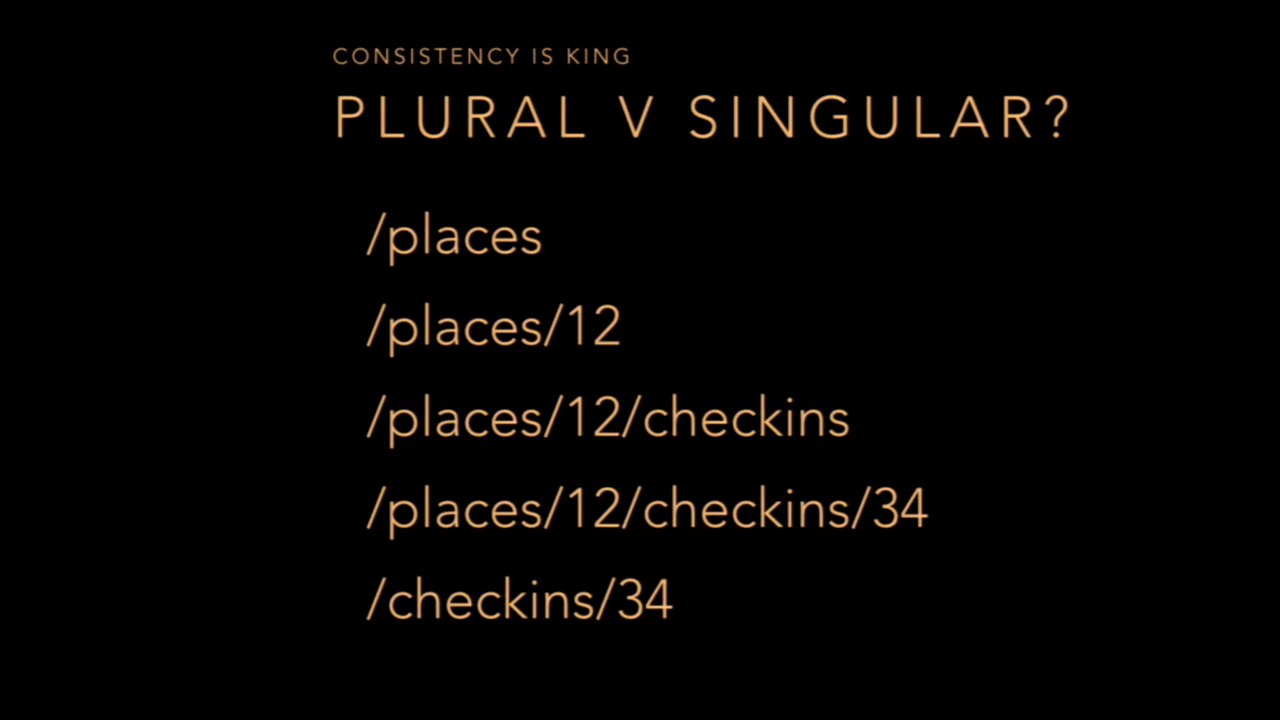 CONSISTENCY IS KING
PLURAL V SINGULAR?
/places
/places/12
/places/12/checkins
/places/12/checkins/34
/checkins/34